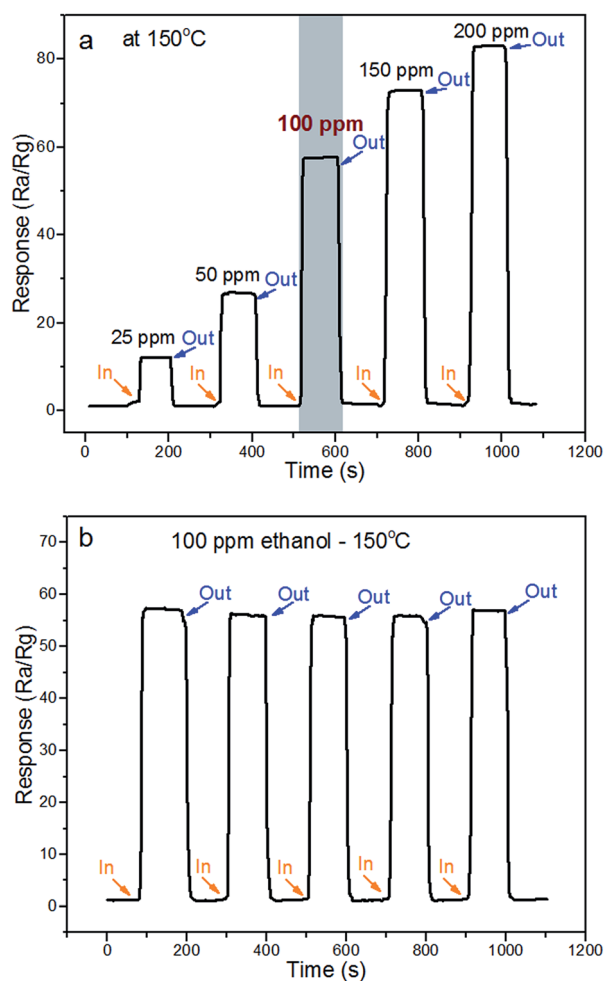 a
at 150°C
200 ppm
Out
150 ppm
Out
100 ppm
Out
50 ppm
Out
25 ppm
Out
In
In
In
In
In
80
60
40
20
0
Response (Ra/Rg)
0
200
400
600
800
1000
1200
Time (s)
b
100 ppm ethanol - 150°C
Out
Out
Out
Out
Out
In
In
In
In
In
70
60
50
40
30
20
10
0
Response (Ra/Rg)
0
200
400
600
800
1000
1200
Time (s)